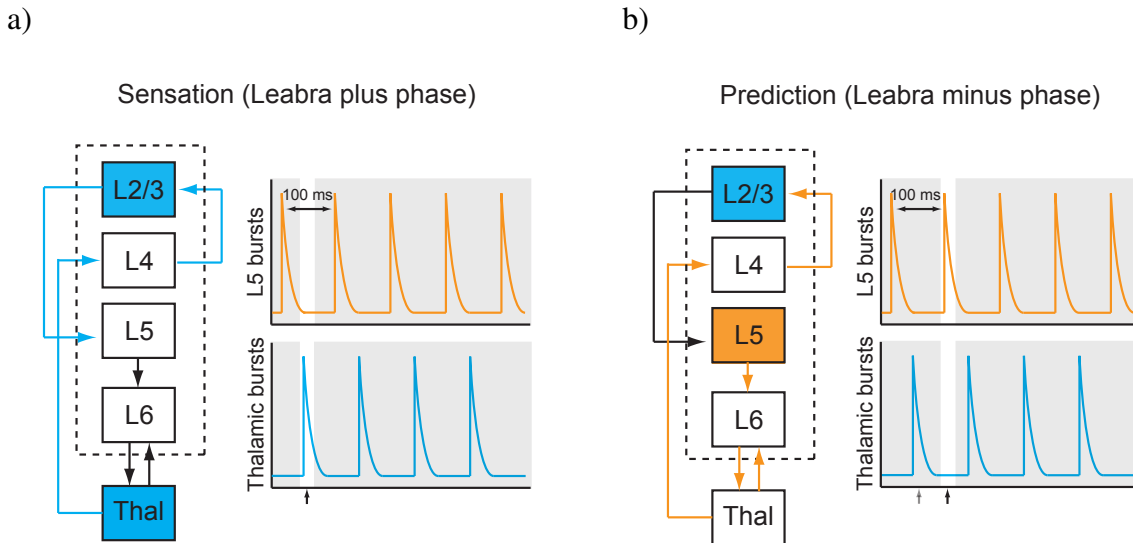 a)
Sensation (Leabra plus phase)
L2/3
L4
L5
L6
Thal
L5 bursts
100 ms
Thalamic bursts
b)
Prediction (Leabra minus phase)
L2/3
L4
L5
L6
Thal
L5 bursts
100 ms
Thalamic bursts